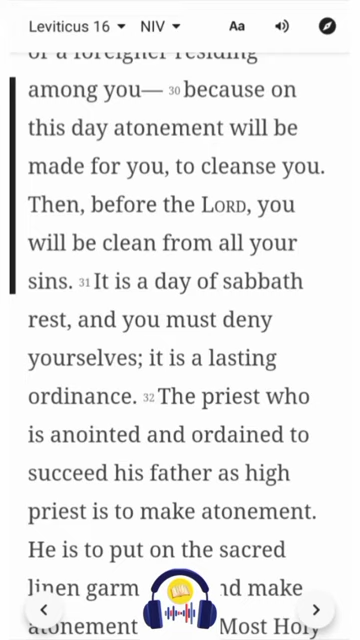 Leviticus 16 NIV Aa
or a foreigner residing
among you— 30 because on
this day atonement will be
made for you, to cleanse you.
Then, before the LORD, you
will be clean from all your
sins. 31 It is a day of sabbath
rest, and you must deny
yourselves; it is a lasting
ordinance. 32 The priest who
is anointed and ordained to
succeed his father as high
priest is to make atonement.
He is to put on the sacred
linen garm nd make
atonement Most Holy